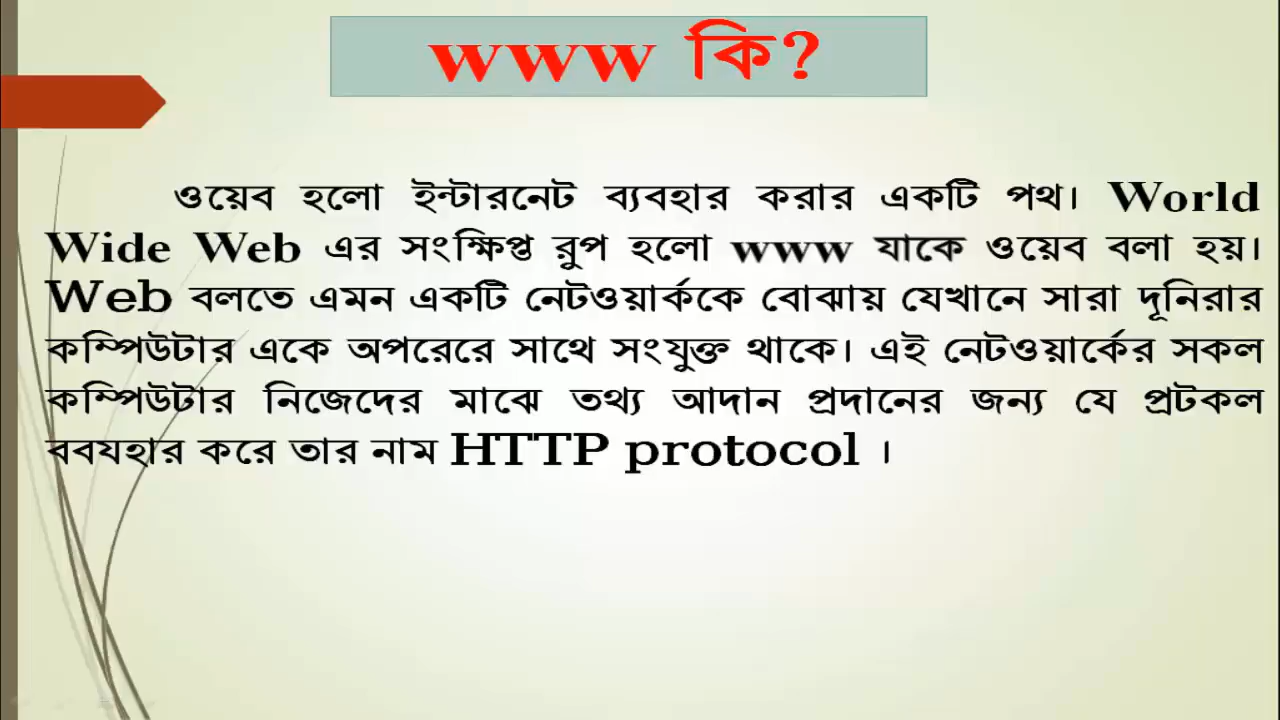 www কি?
ওয়েব হলো ইন্টারনেট ব্যবহার করার একটি পথ। World
Wide Web এর সংক্ষিপ্ত রুপ হলো www যাকে ওয়েব বলা হয়।
Web বলতে এমন একটি নেটওয়ার্ককে বোঝায় যেখানে সারা দূনিরার
কম্পিউটার একে অপরেরে সাথে সংযুক্ত থাকে। এই নেটওয়ার্কের সকল
কম্পিউটার নিজেদের মাঝে তথ্য আদান প্রদানের জন্য যে প্রটকল
ববযহার করে তার নাম HTTP protocol ।